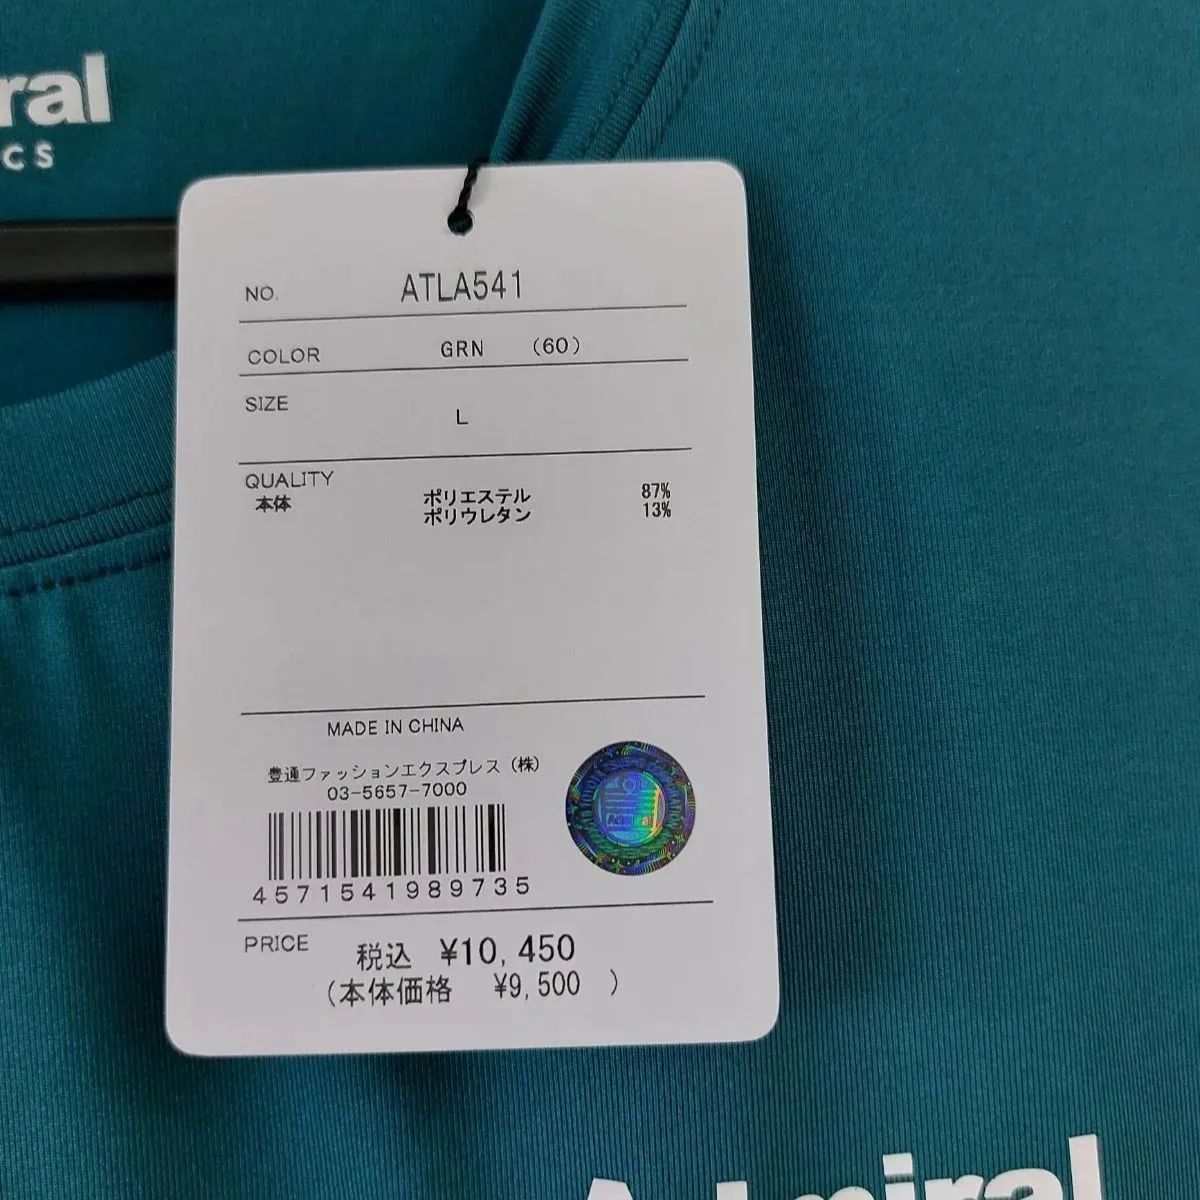 ral
CS
NO. ATLA541
COLOR GRN (60)
SIZE L
QUALITY
本体 ポリエステル 87%
ポリウレタン 13%
MADE IN CHINA
豊通ファッションエクスプレス(株)
03-5657-7000
4571541989735
Admiral
PRICE 税込 ¥10,450
(本体価格 ¥9,500 )
Admiral